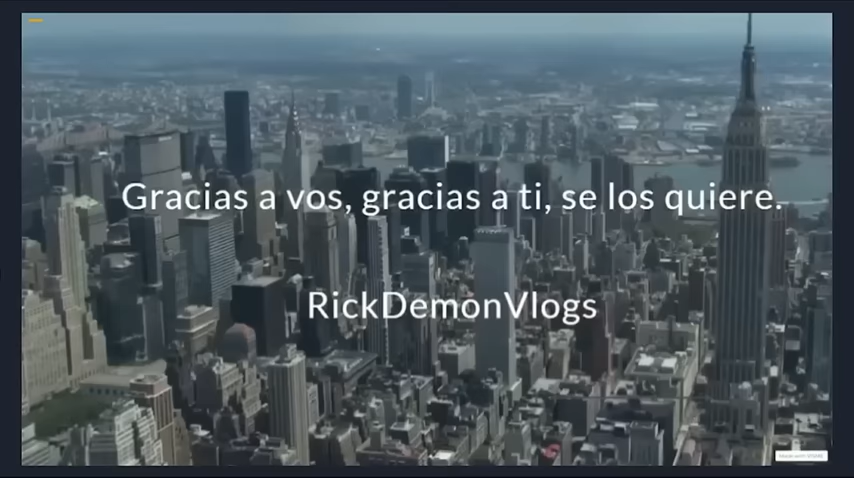 Gracias a vos, gracias a ti, se los quiere.
RickDemonVlogs